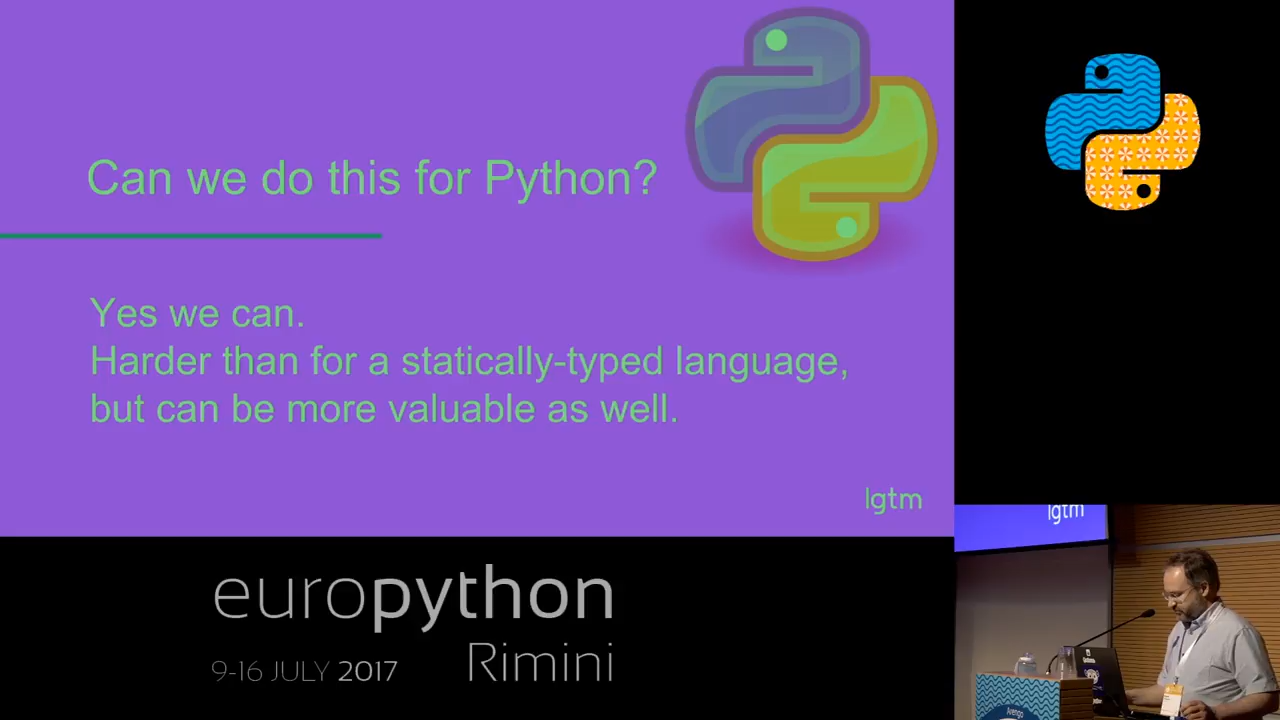 Can we do this for Python?
Yes we can.
Harder than for a statically-typed language,
but can be more valuable as well.
lgtm
europython
Rimini
9-16 JULY 2017
lgtm